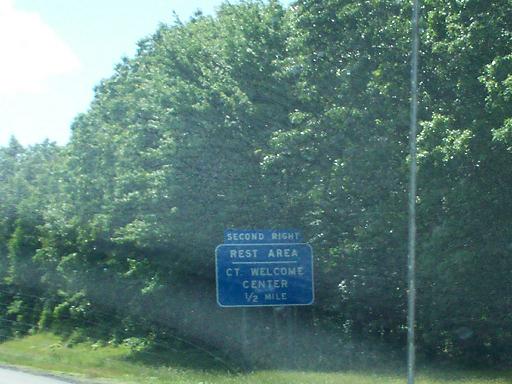 SECOND RIGHT
REST AREA
CT. WELCOME
CENTER
1/2 MILE